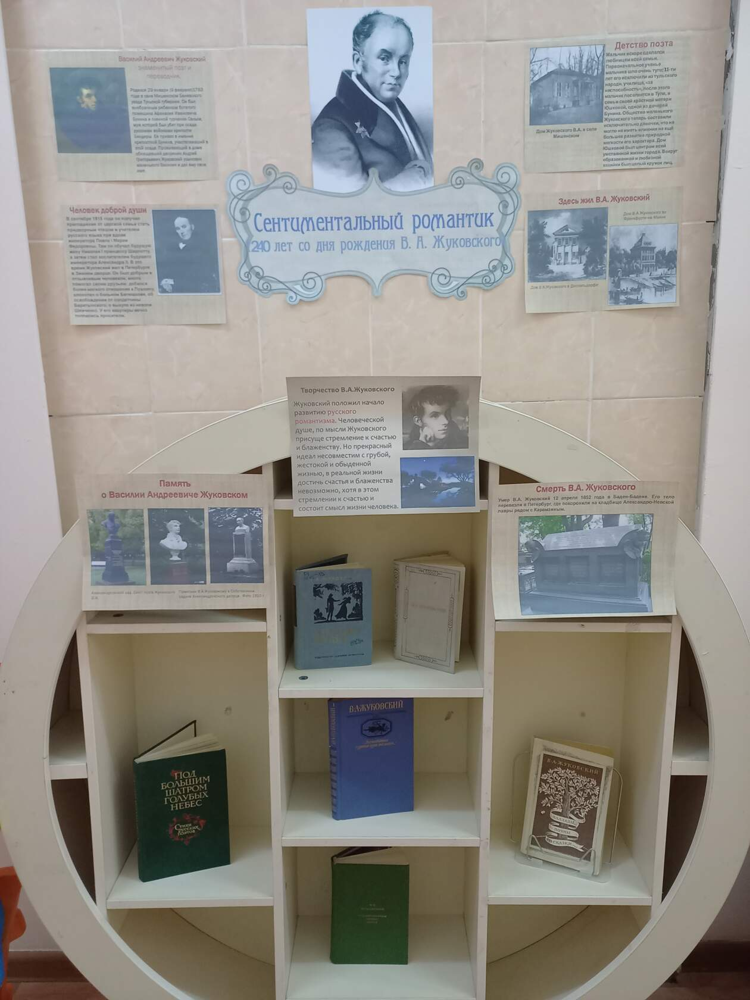 Василий Андреевич Жуковский
знаменитый поэт и
переводчик.
Родился 29 января (9 февраля)1783
года в селе Мишенском Белевского
уезда Тульской губернии. Он был
внебрачным ребенком богатого
помещика Афанасия Ивановича
Бунина и пленной турчанки Сальхи,
муж которой был убит при осаде
русскими войсками крепости
Бендеры. Её привез в имение
крепостной Бунина, участвовавший в
этой осаде. Проживающий в доме
обнищавший дворянин Андрей
Григорьевич Жуковский усыновил
маленького Василия и дал ему свое
имя.
Человек доброй души
В сентябре 1815 года он получил
приглашение от царской семьи стать
придворным чтецом и учителем
русского языка при вдове
императора Павла I Марии
Федоровны. Там он обучал будущую
жену Николая I принцессу Шарлотту,
а затем стал воспитателем будущего
императора Александра II. В это
время Жуковский жил в Петербурге
в Зимнем дворце. Он был добрым и
отзывчивым человеком, много
помогал своим друзьям: добился
более мягкого отношения к Пушкину,
хлопотал о больном Батюшкове, об
освобождении от солдатчины
Баратынского, о выкупе из неволи
Шевченко. У его квартиры вечно
толпились просители.
Сентиментальный романтик
240 лет со дня рождения В. А. Жуковского
Детство поэта
Мальчик вскоре сделался
любимцем всей семьи.
Первоначальное ученье
мальчика шло очень туго; 11-ти
лет его исключили из тульского
народн. училища, «за
неспособность», после этого
мальчик поселился в Туле, в
семье своей крёстной матери
Юшковой, одной из дочерей
Бунина. Общество маленького
Жуковского теперь составили
исключительно девочки, что не
могло не иметь влияния на ещё
большее развитие природной
мягкости его характера. Дом
Юшковой был центром всей
умственной жизни города. Вокруг
образованной и любезной
хозяйки был целый кружок лиц,
Дом Жуковского В.А. в селе
Мишенском
Здесь жил В.А. Жуковский
Дом В.А.Жуковского во
Франкфурте-на Майне
Дом В.А.Жуковского в Дюссельдорфе
Творчество В.А.Жуковского
Жуковский положил начало
развитию русского
романтизма. Человеческой
душе, по мысли Жуковского
присуще стремление к счастью
и блаженству. Но прекрасный
идеал несовместим с грубой,
жестокой и обыденной
жизнью, в реальной жизни
достичь счастья и блаженства
невозможно, хотя в этом
стремлении к счастью и
состоит смысл жизни человека.
Память
о Василии Андреевиче Жуковском
Александровский сад. Бюст поэта Жуковского
В.А.
Памятник В.А.Жуковскому в Собственном
садике Александровского дворца. Фото 1910 г.
Смерть В.А. Жуковского
Умер В.А. Жуковский 12 апреля 1852 года в Баден-Бадене. Его тело
перевезли в Петербург, где похоронили на кладбище Александро-Невской
лавры рядом с Карамзиным.
В.А.ЖУКОВСКИЙ
ПОД
БОЛЬШИМ
ШАТРОМ
ГОЛУБЫХ
НЕБЕС
Стихи
русских
поэтов
В·А·ЖУКОВСКИЙ
БАЛЛАДЫ
ПОЭМЫ
И СКАЗКИ